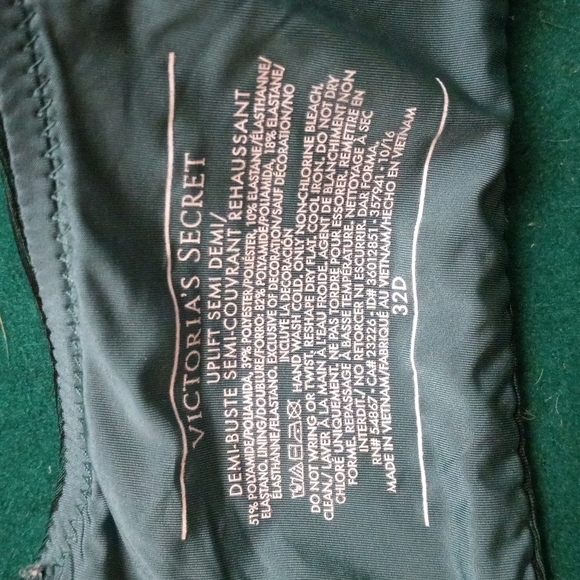 VICTORIA'S SECRET
UPLIFT SEMI DEMI/
DEMI-BUSTE SEMI-COUVRANT REHAUSSANT
51% POLYAMIDE/POLIAMIDA, 39% POLYESTER/POLIÉSTER, 10% ELASTANE/ELASTHANNE/
ELASTANO, LINING/DOUBLURE/FORRO: 82% POLYAMIDE/POLIAMIDA, 18% ELASTANE/
ELASTHANNE/ELASTANO, EXCLUSIVE OF DECORATION/SAUF DECORATION/NO
INCLUYE LA DECORACIÓN
HAND WASH COLD, ONLY NON-CHLORINE BLEACH,
DO NOT WRING OR TWIST, RESHAPE DRY FLAT, COOL IRON, DO NOT DRY
CLEAN/ LAVER À LA MAIN À L'EAU FROIDE, AGENT DE BLANCHIMENT NON
CHLORÉ UNIQUEMENT, NE PAS TORDRE POUR ESSORER, REMETTRE EN
FORME, REPASSAGE À BASSE TEMPÉRATURE, NETTOYAGE À SEC
INTERDIT/ NO RETORCER NI ESCURRIR, DAR FORMA,
RN# 54867 · CA# 23226 · ID# 36012851 · 357941 · 10/16
MADE IN VIETNAM/FABRIQUÉ AU VIETNAM/HECHO EN VIETNAM
32D